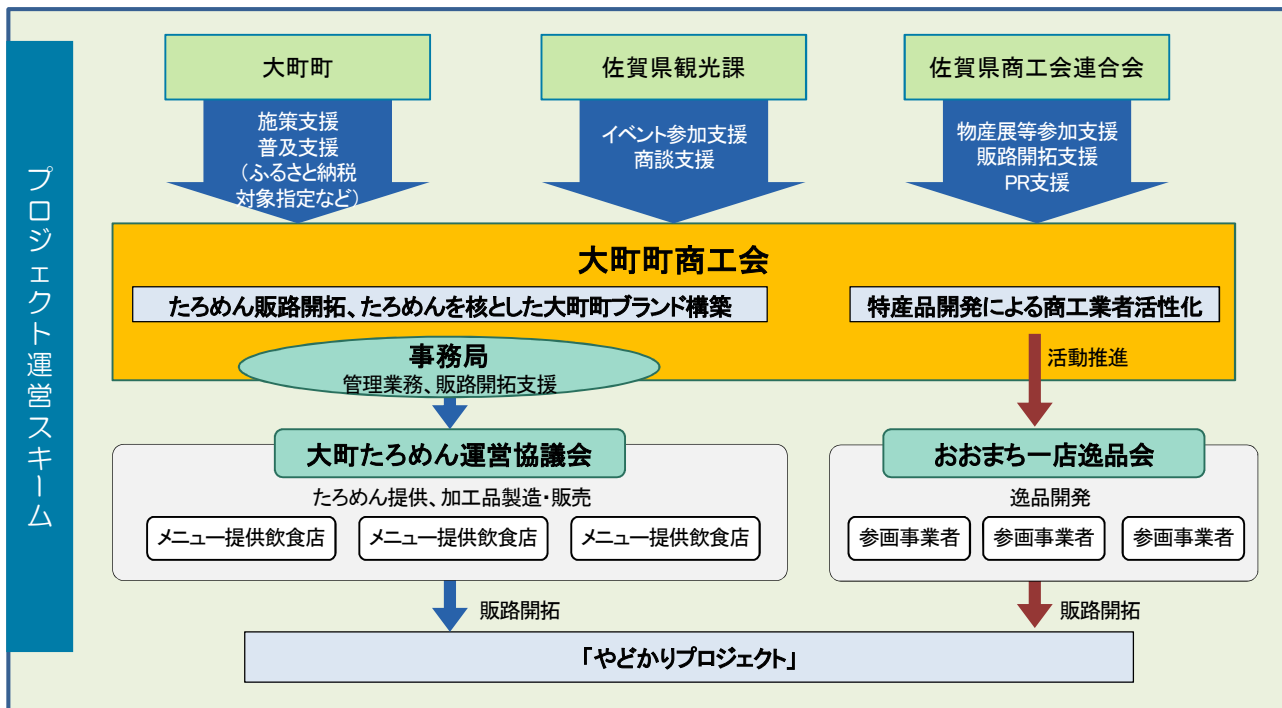 プロジェクト運営スキーム
大町町
佐賀県観光課
佐賀県商工会連合会
施策支援
普及支援
(ふるさと納税
対象指定など)
イベント参加支援
商談支援
物産展等参加支援
販路開拓支援
PR支援
大町町商工会
たろめん販路開拓、たろめんを核とした大町町ブランド構築
特産品開発による商工業者活性化
事務局
管理業務、販路開拓支援
活動推進
大町たろめん運営協議会
たろめん提供、加工品製造・販売
メニュー提供飲食店
メニュー提供飲食店
メニュー提供飲食店
おおまち一店逸品会
逸品開発
参画事業者
参画事業者
参画事業者
販路開拓
販路開拓
「やどかりプロジェクト」